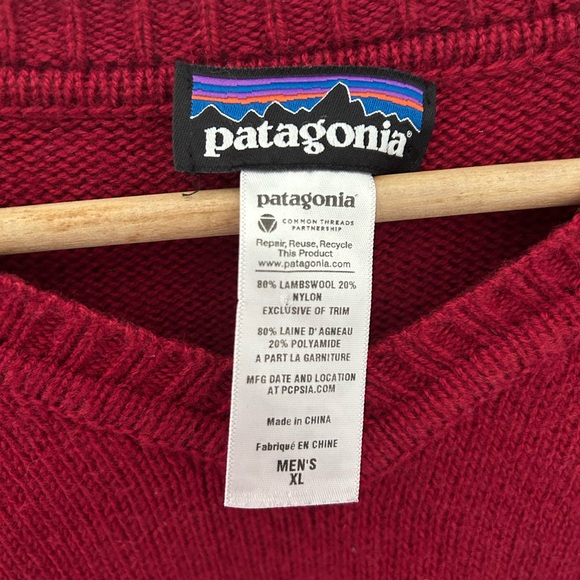 patagonia®
patagonia®
COMMON THREADS
PARTNERSHIP
Repair, Reuse, Recycle
This Product
www.patagonia.com
80% LAMBSWOOL 20%
NYLON
EXCLUSIVE OF TRIM
80% LAINE D'AGNEAU
20% POLYAMIDE
A PART LA GARNITURE
MFG DATE AND LOCATION
AT PCPSIA.COM
Made in CHINA
Fabriqué EN CHINE
MEN'S
XL